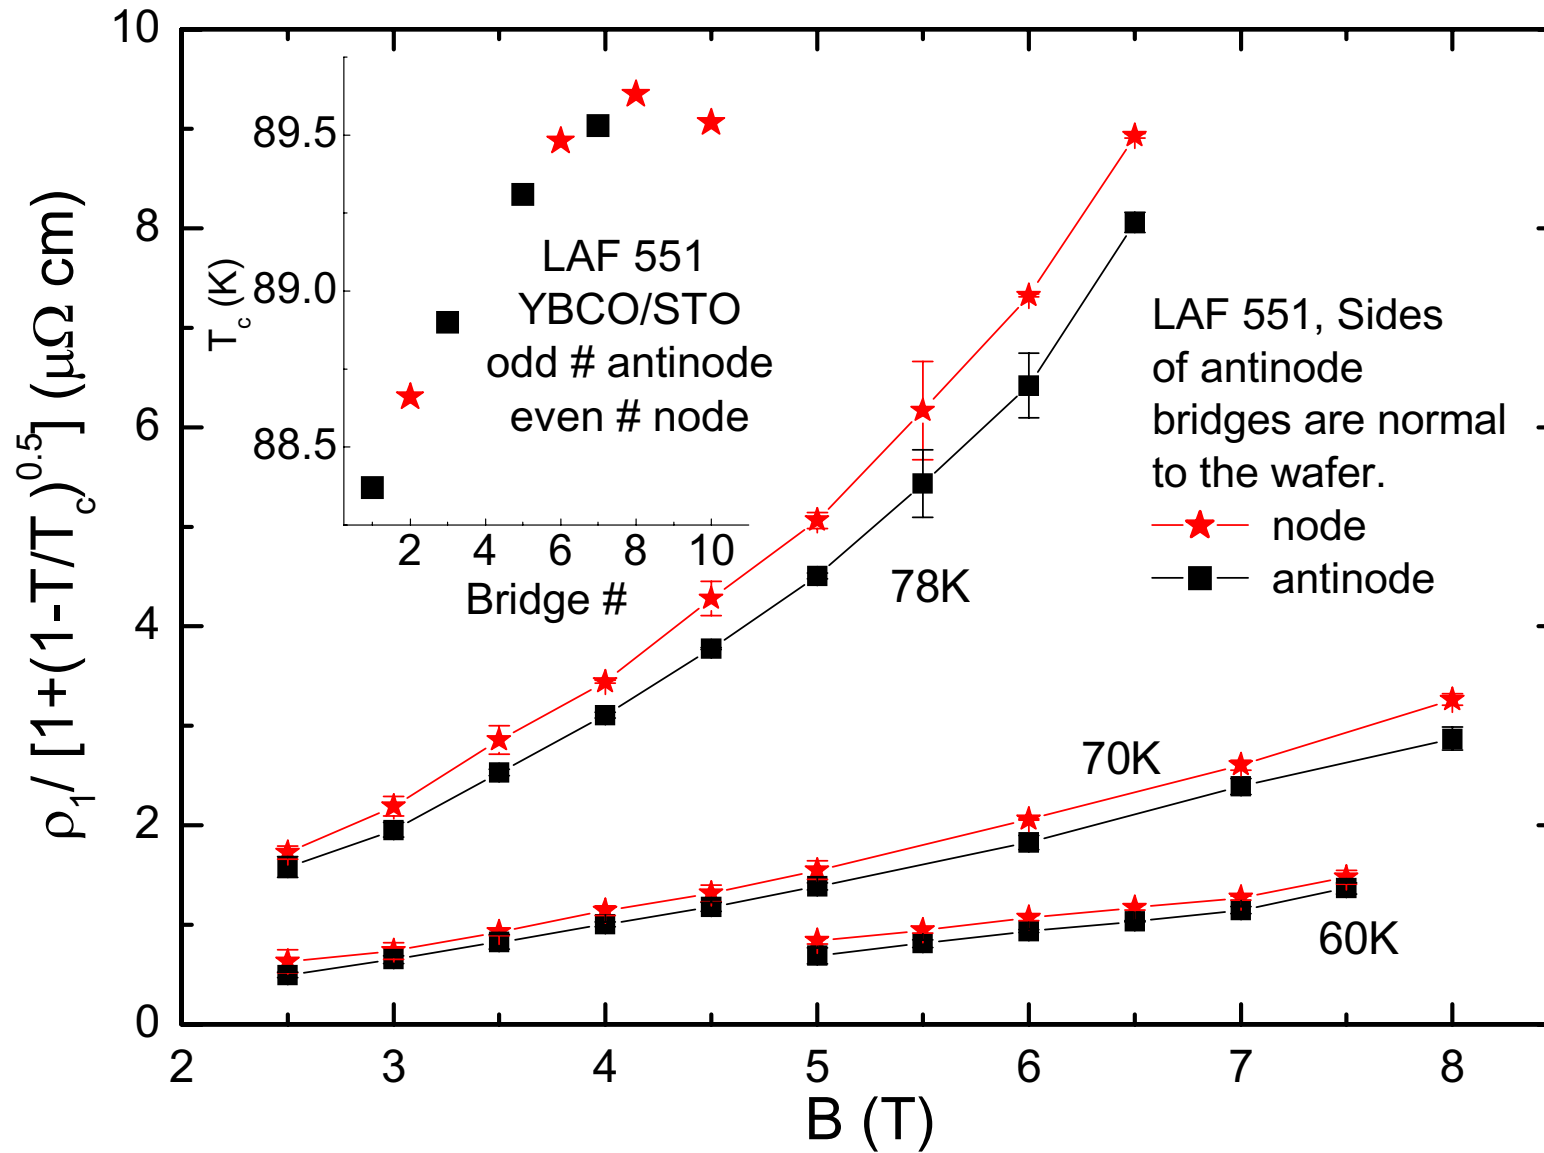 10
8
6
4
2
0
ρ1/ [1+(1-T/Tc)^0.5] (μΩ cm)
2 3 4 5 6 7 8
B (T)
89.5
89.0
88.5
Tc (K)
2 4 6 8 10
Bridge #
LAF 551
YBCO/STO
odd # antinode
even # node
LAF 551, Sides
of antinode
bridges are normal
to the wafer.
node
antinode
78K
70K
60K